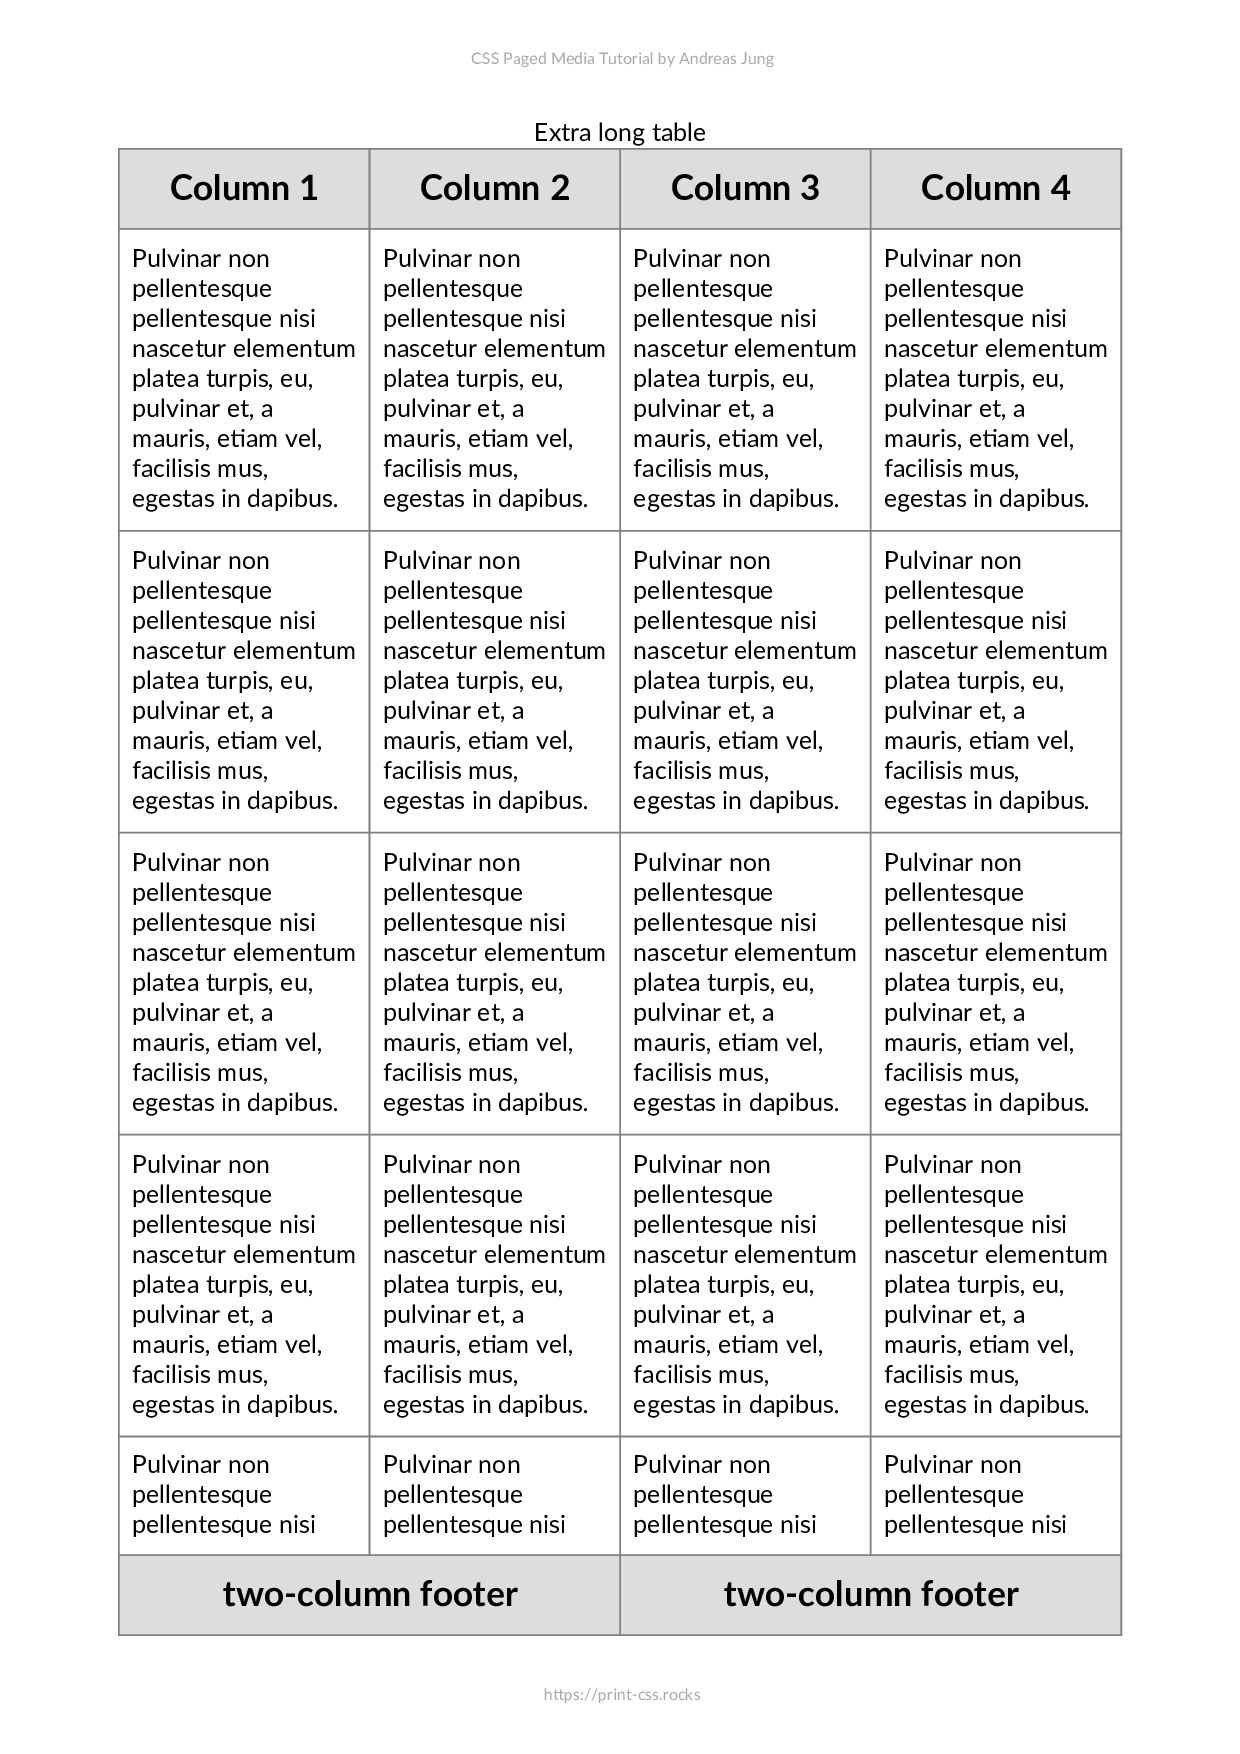 CSS Paged Media Tutorial by Andreas Jung
Extra long table
Column 1 Column 2 Column 3 Column 4
Pulvinar non Pulvinar non Pulvinar non Pulvinar non
pellentesque pellentesque pellentesque pellentesque
pellentesque nisi pellentesque nisi pellentesque nisi pellentesque nisi
nascetur elementum nascetur elementum nascetur elementum nascetur elementum
platea turpis, eu, platea turpis, eu, platea turpis, eu, platea turpis, eu,
pulvinar et, a pulvinar et, a pulvinar et, a pulvinar et, a
mauris, etiam vel, mauris, etiam vel, mauris, etiam vel, mauris, etiam vel,
facilisis mus, facilisis mus, facilisis mus, facilisis mus,
egestas in dapibus. egestas in dapibus. egestas in dapibus. egestas in dapibus.
Pulvinar non Pulvinar non Pulvinar non Pulvinar non
pellentesque pellentesque pellentesque pellentesque
pellentesque nisi pellentesque nisi pellentesque nisi pellentesque nisi
nascetur elementum nascetur elementum nascetur elementum nascetur elementum
platea turpis, eu, platea turpis, eu, platea turpis, eu, platea turpis, eu,
pulvinar et, a pulvinar et, a pulvinar et, a pulvinar et, a
mauris, etiam vel, mauris, etiam vel, mauris, etiam vel, mauris, etiam vel,
facilisis mus, facilisis mus, facilisis mus, facilisis mus,
egestas in dapibus. egestas in dapibus. egestas in dapibus. egestas in dapibus.
Pulvinar non Pulvinar non Pulvinar non Pulvinar non
pellentesque pellentesque pellentesque pellentesque
pellentesque nisi pellentesque nisi pellentesque nisi pellentesque nisi
nascetur elementum nascetur elementum nascetur elementum nascetur elementum
platea turpis, eu, platea turpis, eu, platea turpis, eu, platea turpis, eu,
pulvinar et, a pulvinar et, a pulvinar et, a pulvinar et, a
mauris, etiam vel, mauris, etiam vel, mauris, etiam vel, mauris, etiam vel,
facilisis mus, facilisis mus, facilisis mus, facilisis mus,
egestas in dapibus. egestas in dapibus. egestas in dapibus. egestas in dapibus.
Pulvinar non Pulvinar non Pulvinar non Pulvinar non
pellentesque pellentesque pellentesque pellentesque
pellentesque nisi pellentesque nisi pellentesque nisi pellentesque nisi
nascetur elementum nascetur elementum nascetur elementum nascetur elementum
platea turpis, eu, platea turpis, eu, platea turpis, eu, platea turpis, eu,
pulvinar et, a pulvinar et, a pulvinar et, a pulvinar et, a
mauris, etiam vel, mauris, etiam vel, mauris, etiam vel, mauris, etiam vel,
facilisis mus, facilisis mus, facilisis mus, facilisis mus,
egestas in dapibus. egestas in dapibus. egestas in dapibus. egestas in dapibus.
Pulvinar non Pulvinar non Pulvinar non Pulvinar non
pellentesque pellentesque pellentesque pellentesque
pellentesque nisi pellentesque nisi pellentesque nisi pellentesque nisi
two-column footer two-column footer
https://print-css.rocks